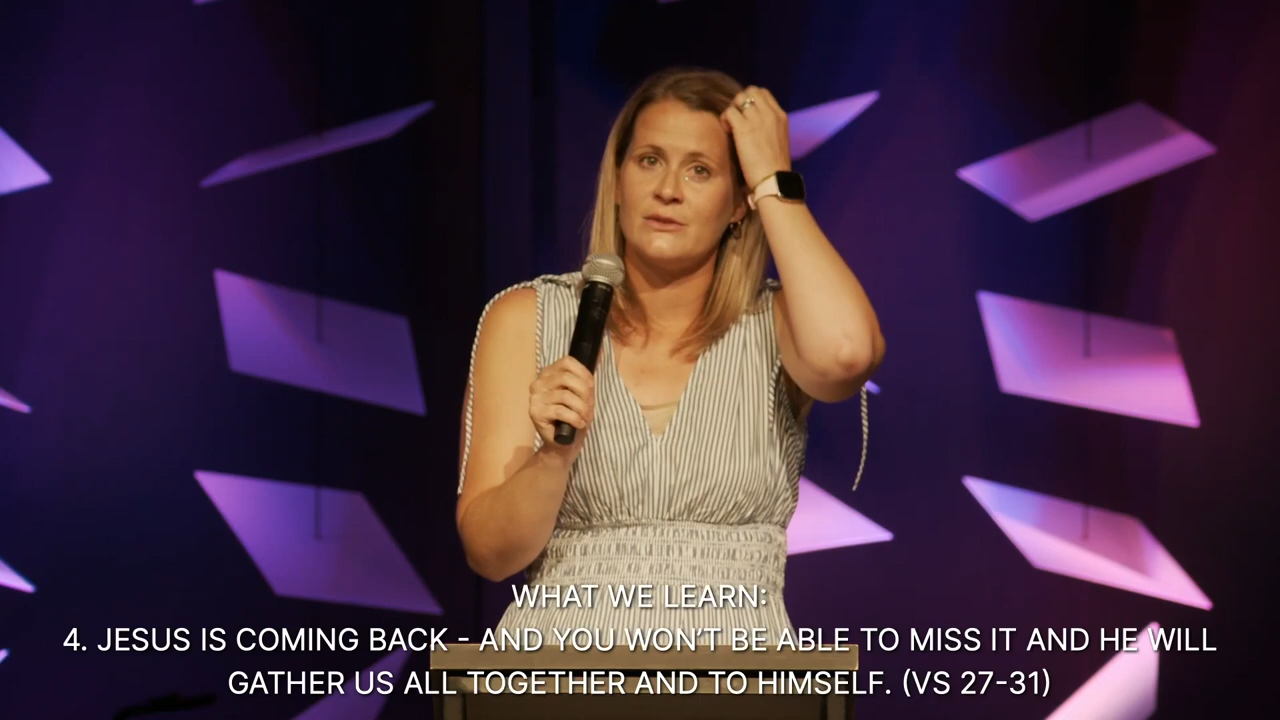 WHAT WE LEARN:
4. JESUS IS COMING BACK - AND YOU WON'T BE ABLE TO MISS IT AND HE WILL
GATHER US ALL TOGETHER AND TO HIMSELF. (VS 27-31)